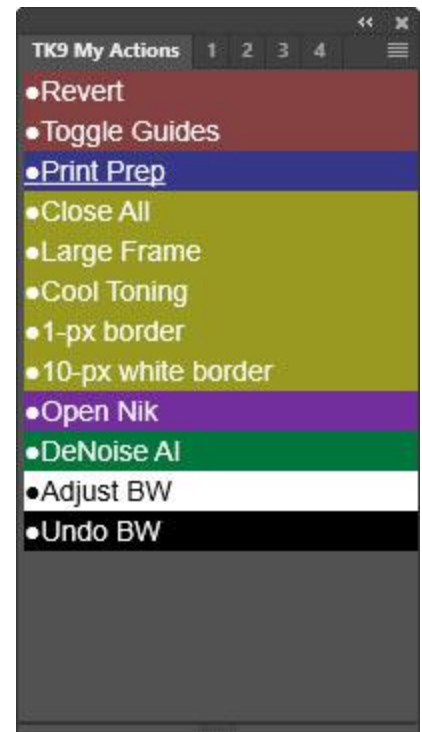 TK9 My Actions 1 2 3 4
●Revert
●Toggle Guides
●Print Prep
●Close All
●Large Frame
●Cool Toning
●1-px border
●10-px white border
●Open Nik
●DeNoise AI
●Adjust BW
●Undo BW